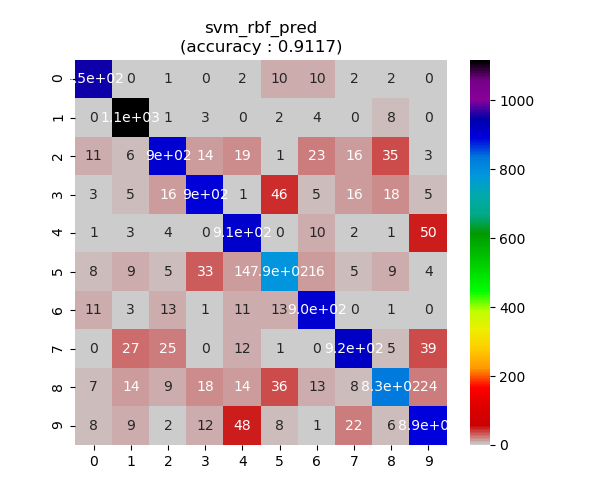 svm_rbf_pred
(accuracy : 0.9117)
0 .5e+02 0 1 0 2 10 10 2 2 0
1 0 1.1e+03 1 3 0 2 4 0 8 0
2 11 6 9e+02 14 19 1 23 16 35 3
3 3 5 16 9e+02 1 46 5 16 18 5
4 1 3 4 0 9.1e+02 0 10 2 1 50
5 8 9 5 33 14 7.9e+02 16 5 9 4
6 11 3 13 1 11 13 9.0e+02 0 1 0
7 0 27 25 0 12 1 0 9.2e+02 5 39
8 7 14 9 18 14 36 13 8 8.3e+02 24
9 8 9 2 12 48 8 1 22 6 8.9e+0
0 1 2 3 4 5 6 7 8 9
1000
800
600
400
200
0